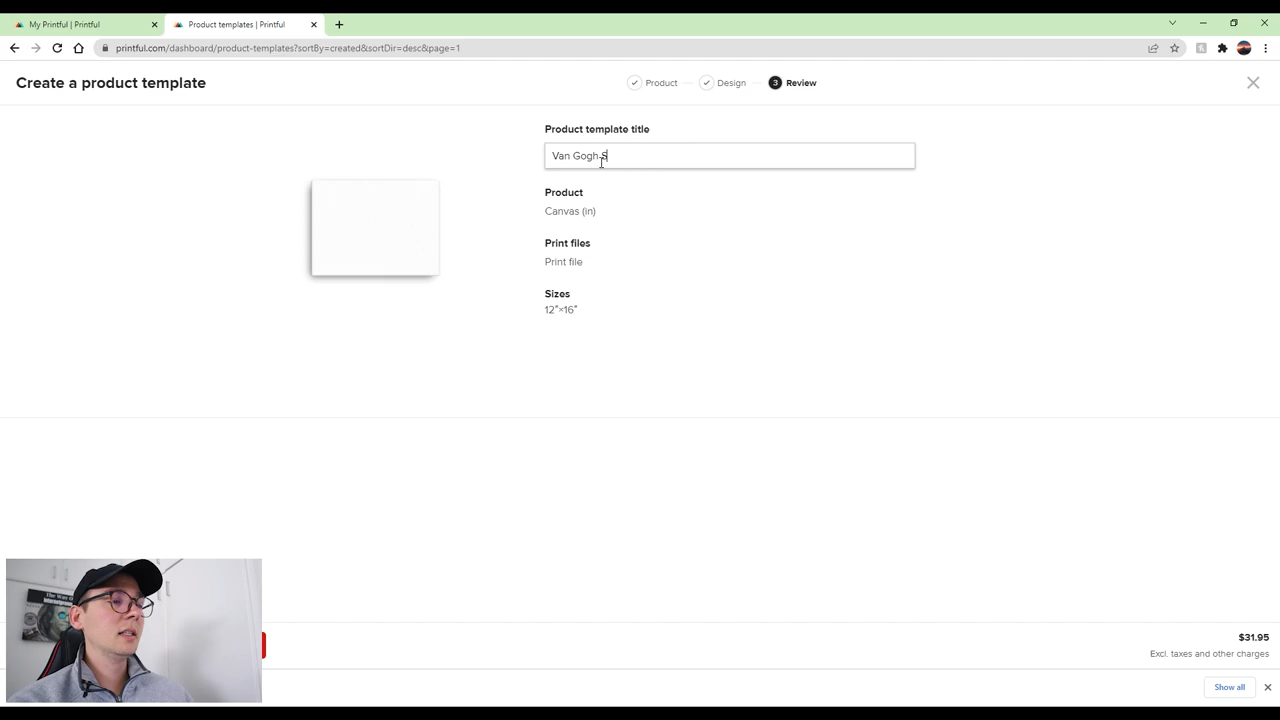 My Printful | Printful
Product templates | Printful
printful.com/dashboard/product-templates?sortBy=created&sortDir=desc&page=1
Create a product template
Product
Design
3 Review
Product template title
Van Gogh S
Product
Canvas (in)
Print files
Print file
Sizes
12″×16″
The Way
$31.95
Excl. taxes and other charges
Show all